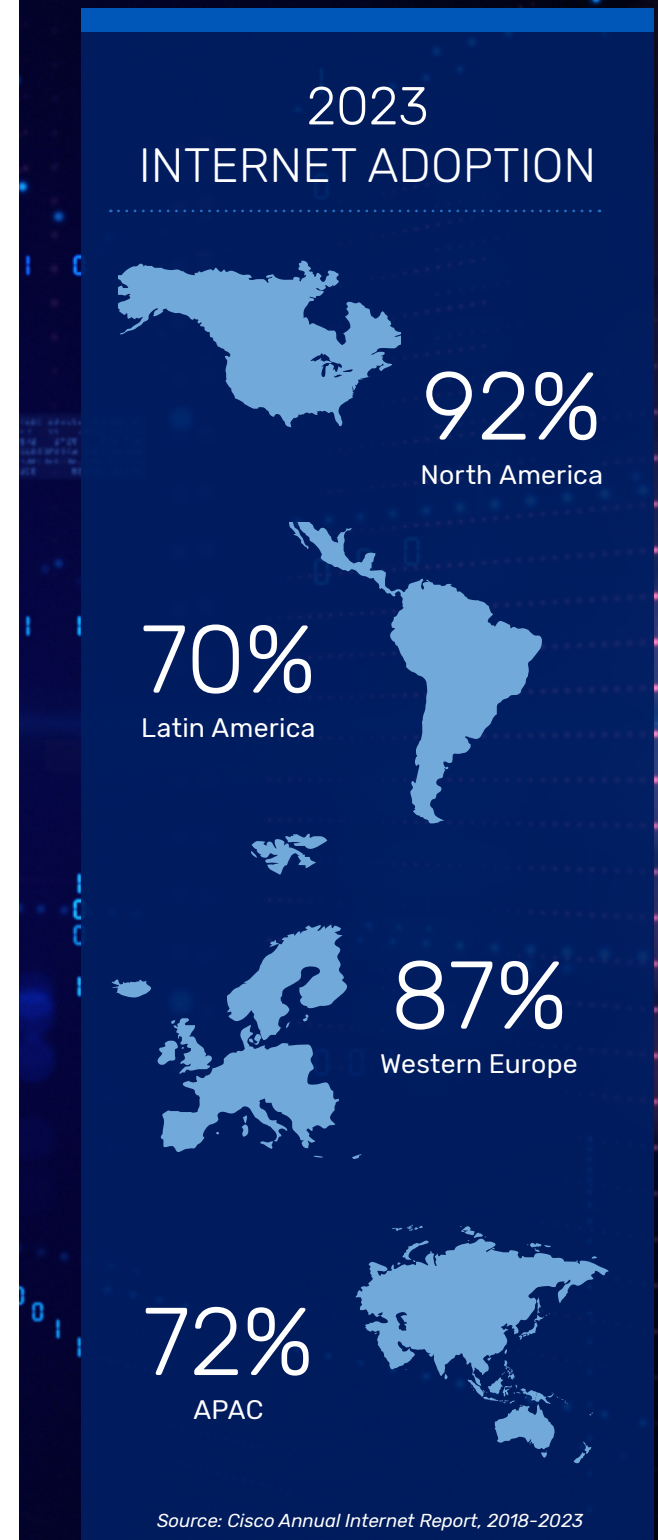 2023
INTERNET ADOPTION
92%
North America
70%
Latin America
87%
Western Europe
72%
APAC
Source: Cisco Annual Internet Report, 2018-2023